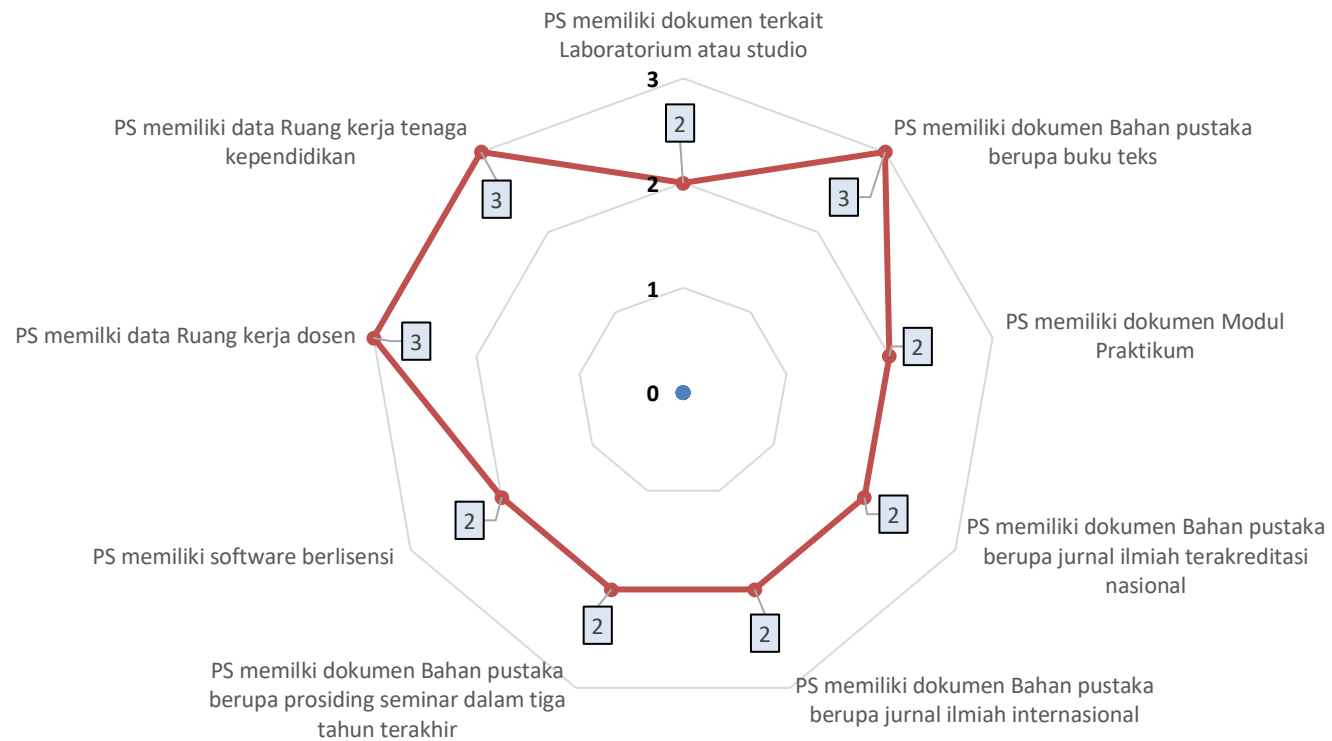 PS memiliki dokumen terkait
Laboratorium atau studio
3
2
PS memiliki data Ruang kerja tenaga
kependidikan
3
PS memiliki dokumen Bahan pustaka
berupa buku teks
3
2
1
0
PS memiliki dokumen Modul
Praktikum
2
PS memilki data Ruang kerja dosen
3
PS memiliki dokumen Bahan pustaka
berupa jurnal ilmiah terakreditasi
nasional
2
PS memiliki software berlisensi
2
PS memiliki dokumen Bahan pustaka
berupa jurnal ilmiah internasional
2
PS memilki dokumen Bahan pustaka
berupa prosiding seminar dalam tiga
tahun terakhir
2